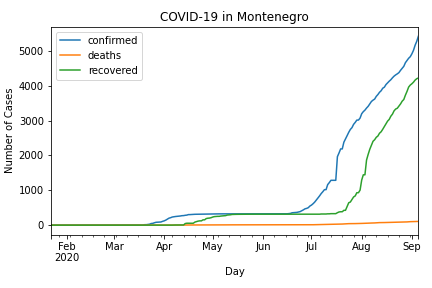 COVID-19 in Montenegro
confirmed
deaths
recovered
Number of Cases
5000
4000
3000
2000
1000
0
Feb Mar Apr May Jun Jul Aug Sep
2020
Day